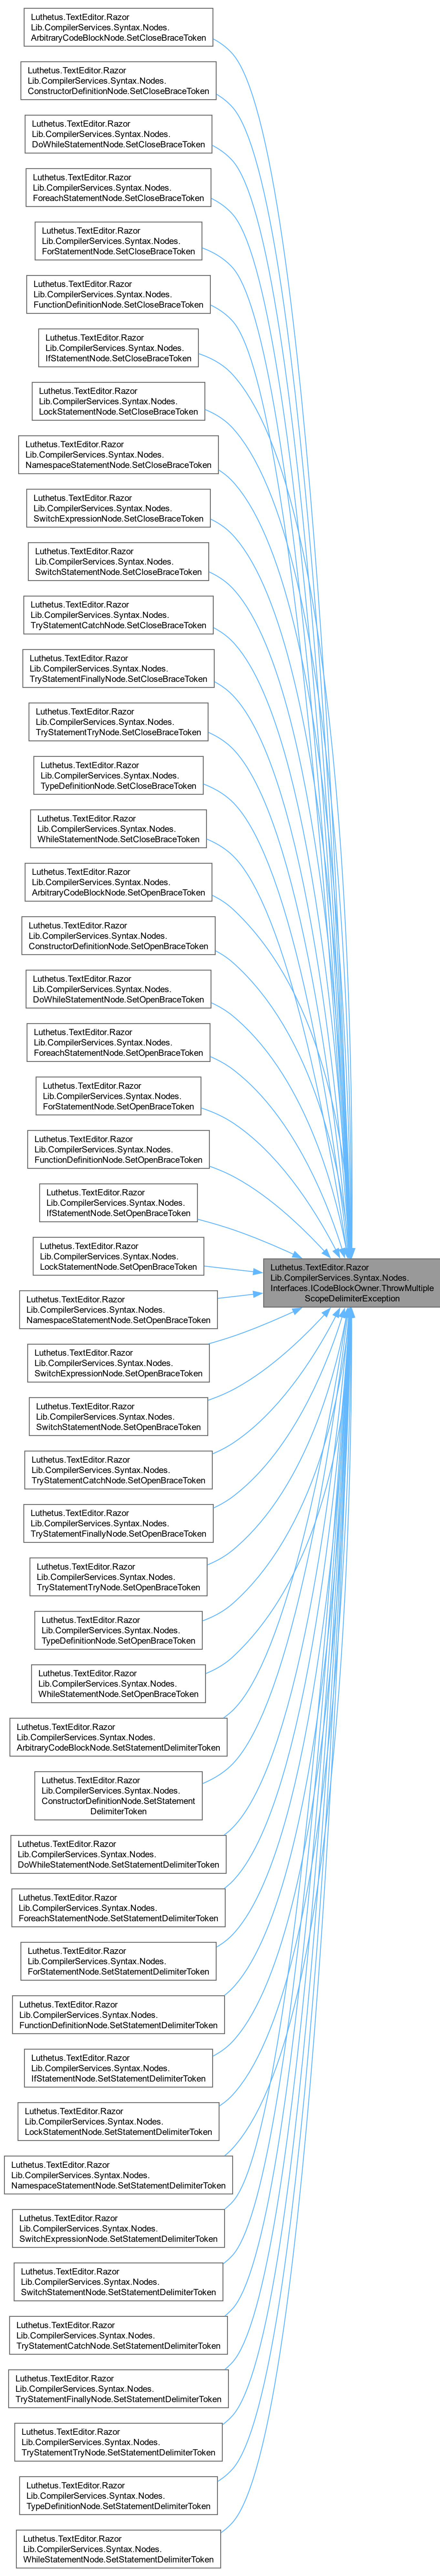 Luthetus.TextEditor.Razor
Lib.CompilerServices.Syntax.Nodes.
ArbitraryCodeBlockNode.SetCloseBraceToken
Luthetus.TextEditor.Razor
Lib.CompilerServices.Syntax.Nodes.
ConstructorDefinitionNode.SetCloseBraceToken
Luthetus.TextEditor.Razor
Lib.CompilerServices.Syntax.Nodes.
DoWhileStatementNode.SetCloseBraceToken
Luthetus.TextEditor.Razor
Lib.CompilerServices.Syntax.Nodes.
ForeachStatementNode.SetCloseBraceToken
Luthetus.TextEditor.Razor
Lib.CompilerServices.Syntax.Nodes.
ForStatementNode.SetCloseBraceToken
Luthetus.TextEditor.Razor
Lib.CompilerServices.Syntax.Nodes.
FunctionDefinitionNode.SetCloseBraceToken
Luthetus.TextEditor.Razor
Lib.CompilerServices.Syntax.Nodes.
IfStatementNode.SetCloseBraceToken
Luthetus.TextEditor.Razor
Lib.CompilerServices.Syntax.Nodes.
LockStatementNode.SetCloseBraceToken
Luthetus.TextEditor.Razor
Lib.CompilerServices.Syntax.Nodes.
NamespaceStatementNode.SetCloseBraceToken
Luthetus.TextEditor.Razor
Lib.CompilerServices.Syntax.Nodes.
SwitchExpressionNode.SetCloseBraceToken
Luthetus.TextEditor.Razor
Lib.CompilerServices.Syntax.Nodes.
SwitchStatementNode.SetCloseBraceToken
Luthetus.TextEditor.Razor
Lib.CompilerServices.Syntax.Nodes.
TryStatementCatchNode.SetCloseBraceToken
Luthetus.TextEditor.Razor
Lib.CompilerServices.Syntax.Nodes.
TryStatementFinallyNode.SetCloseBraceToken
Luthetus.TextEditor.Razor
Lib.CompilerServices.Syntax.Nodes.
TryStatementTryNode.SetCloseBraceToken
Luthetus.TextEditor.Razor
Lib.CompilerServices.Syntax.Nodes.
TypeDefinitionNode.SetCloseBraceToken
Luthetus.TextEditor.Razor
Lib.CompilerServices.Syntax.Nodes.
WhileStatementNode.SetCloseBraceToken
Luthetus.TextEditor.Razor
Lib.CompilerServices.Syntax.Nodes.
ArbitraryCodeBlockNode.SetOpenBraceToken
Luthetus.TextEditor.Razor
Lib.CompilerServices.Syntax.Nodes.
ConstructorDefinitionNode.SetOpenBraceToken
Luthetus.TextEditor.Razor
Lib.CompilerServices.Syntax.Nodes.
DoWhileStatementNode.SetOpenBraceToken
Luthetus.TextEditor.Razor
Lib.CompilerServices.Syntax.Nodes.
ForeachStatementNode.SetOpenBraceToken
Luthetus.TextEditor.Razor
Lib.CompilerServices.Syntax.Nodes.
ForStatementNode.SetOpenBraceToken
Luthetus.TextEditor.Razor
Lib.CompilerServices.Syntax.Nodes.
FunctionDefinitionNode.SetOpenBraceToken
Luthetus.TextEditor.Razor
Lib.CompilerServices.Syntax.Nodes.
IfStatementNode.SetOpenBraceToken
Luthetus.TextEditor.Razor
Lib.CompilerServices.Syntax.Nodes.
LockStatementNode.SetOpenBraceToken
Luthetus.TextEditor.Razor
Lib.CompilerServices.Syntax.Nodes.
Interfaces.ICodeBlockOwner.ThrowMultiple
ScopeDelimiterException
Luthetus.TextEditor.Razor
Lib.CompilerServices.Syntax.Nodes.
NamespaceStatementNode.SetOpenBraceToken
Luthetus.TextEditor.Razor
Lib.CompilerServices.Syntax.Nodes.
SwitchExpressionNode.SetOpenBraceToken
Luthetus.TextEditor.Razor
Lib.CompilerServices.Syntax.Nodes.
SwitchStatementNode.SetOpenBraceToken
Luthetus.TextEditor.Razor
Lib.CompilerServices.Syntax.Nodes.
TryStatementCatchNode.SetOpenBraceToken
Luthetus.TextEditor.Razor
Lib.CompilerServices.Syntax.Nodes.
TryStatementFinallyNode.SetOpenBraceToken
Luthetus.TextEditor.Razor
Lib.CompilerServices.Syntax.Nodes.
TryStatementTryNode.SetOpenBraceToken
Luthetus.TextEditor.Razor
Lib.CompilerServices.Syntax.Nodes.
TypeDefinitionNode.SetOpenBraceToken
Luthetus.TextEditor.Razor
Lib.CompilerServices.Syntax.Nodes.
WhileStatementNode.SetOpenBraceToken
Luthetus.TextEditor.Razor
Lib.CompilerServices.Syntax.Nodes.
ArbitraryCodeBlockNode.SetStatementDelimiterToken
Luthetus.TextEditor.Razor
Lib.CompilerServices.Syntax.Nodes.
ConstructorDefinitionNode.SetStatement
DelimiterToken
Luthetus.TextEditor.Razor
Lib.CompilerServices.Syntax.Nodes.
DoWhileStatementNode.SetStatementDelimiterToken
Luthetus.TextEditor.Razor
Lib.CompilerServices.Syntax.Nodes.
ForeachStatementNode.SetStatementDelimiterToken
Luthetus.TextEditor.Razor
Lib.CompilerServices.Syntax.Nodes.
ForStatementNode.SetStatementDelimiterToken
Luthetus.TextEditor.Razor
Lib.CompilerServices.Syntax.Nodes.
FunctionDefinitionNode.SetStatementDelimiterToken
Luthetus.TextEditor.Razor
Lib.CompilerServices.Syntax.Nodes.
IfStatementNode.SetStatementDelimiterToken
Luthetus.TextEditor.Razor
Lib.CompilerServices.Syntax.Nodes.
LockStatementNode.SetStatementDelimiterToken
Luthetus.TextEditor.Razor
Lib.CompilerServices.Syntax.Nodes.
NamespaceStatementNode.SetStatementDelimiterToken
Luthetus.TextEditor.Razor
Lib.CompilerServices.Syntax.Nodes.
SwitchExpressionNode.SetStatementDelimiterToken
Luthetus.TextEditor.Razor
Lib.CompilerServices.Syntax.Nodes.
SwitchStatementNode.SetStatementDelimiterToken
Luthetus.TextEditor.Razor
Lib.CompilerServices.Syntax.Nodes.
TryStatementCatchNode.SetStatementDelimiterToken
Luthetus.TextEditor.Razor
Lib.CompilerServices.Syntax.Nodes.
TryStatementFinallyNode.SetStatementDelimiterToken
Luthetus.TextEditor.Razor
Lib.CompilerServices.Syntax.Nodes.
TryStatementTryNode.SetStatementDelimiterToken
Luthetus.TextEditor.Razor
Lib.CompilerServices.Syntax.Nodes.
TypeDefinitionNode.SetStatementDelimiterToken
Luthetus.TextEditor.Razor
Lib.CompilerServices.Syntax.Nodes.
WhileStatementNode.SetStatementDelimiterToken